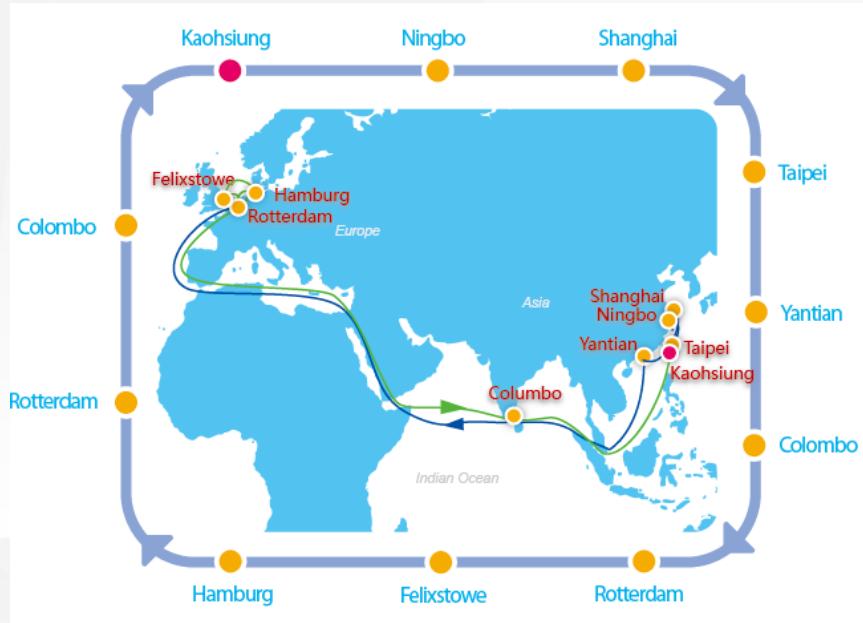 Kaohsiung
Ningbo
Shanghai
Taipei
Yantian
Colombo
Rotterdam
Felixstowe
Hamburg
Rotterdam
Colombo
Felixstowe
Hamburg
Rotterdam
Europe
Asia
Shanghai
Ningbo
Yantian
Taipei
Kaohsiung
Columbo
Indian Ocean